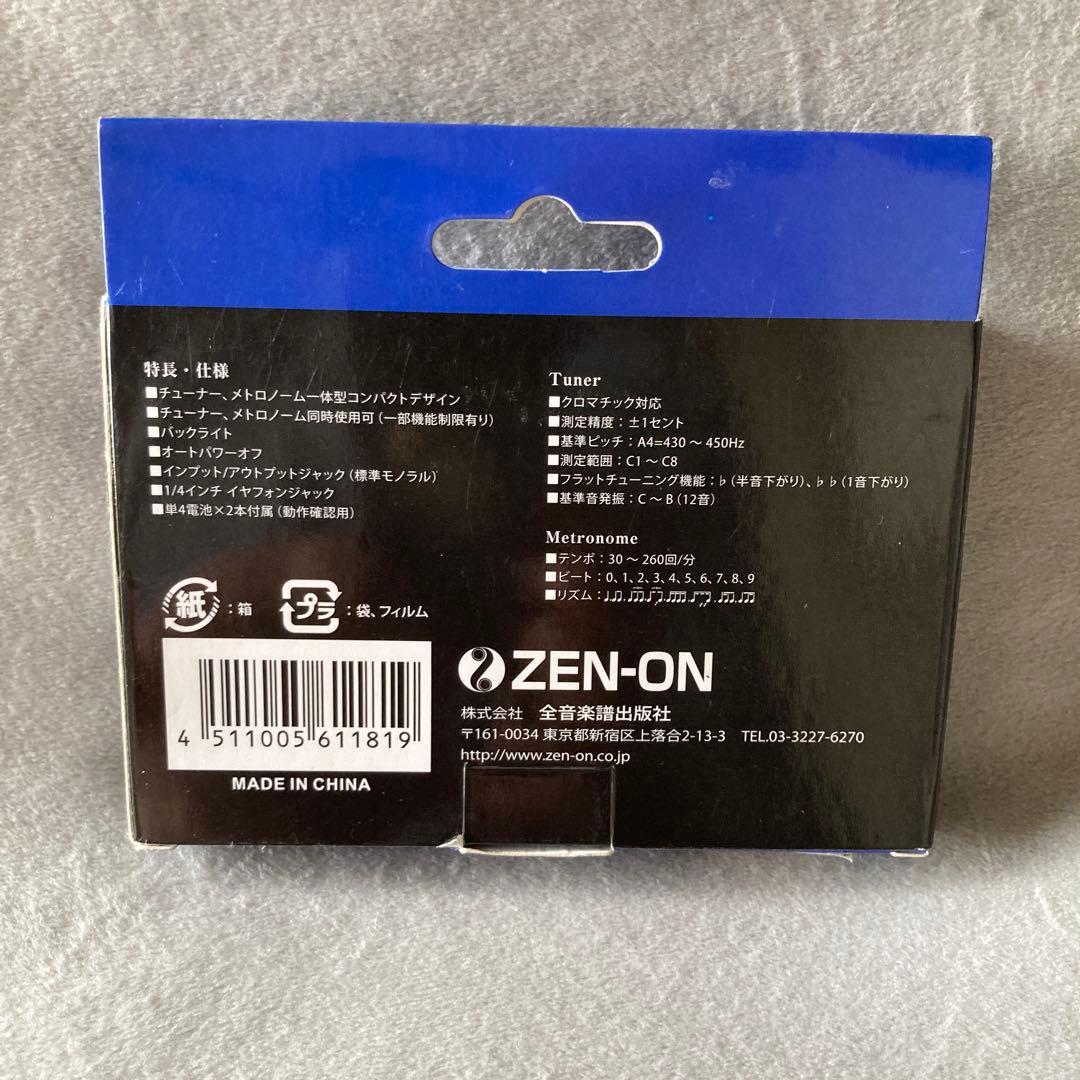 特長・仕様
■チューナー、メトロノーム一体型コンパクトデザイン
■チューナー、メトロノーム同時使用可(一部機能制限有り)
■バックライト
■オートパワーオフ
■インプット/アウトプットジャック(標準モノラル)
■1/4インチ イヤフォンジャック
■単4電池×2本付属(動作確認用)
Tuner
■クロマチック対応
■測定精度:±1セント
■基準ピッチ:A4=430～450Hz
■測定範囲:C1～C8
■フラットチューニング機能:♭(半音下がり)、♭♭(1音下がり)
■基準音発振:C～B(12音)
Metronome
■テンポ:30～260回/分
■ビート:0、1、2、3、4、5、6、7、8、9
■リズム:
紙:箱
プラ:袋、フィルム
4 511005 611819
MADE IN CHINA
ZEN-ON
株式会社 全音楽譜出版社
〒161-0034 東京都新宿区上落合2-13-3 TEL.03-3227-6270
http://www.zen-on.co.jp